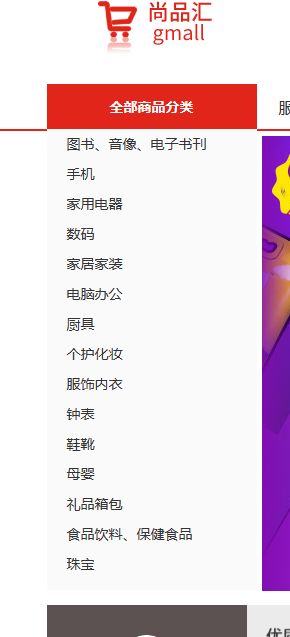 尚品汇
gmall
全部商品分类
图书、音像、电子书刊
手机
家用电器
数码
家居家装
电脑办公
厨具
个护化妆
服饰内衣
钟表
鞋靴
母婴
礼品箱包
食品饮料、保健食品
珠宝